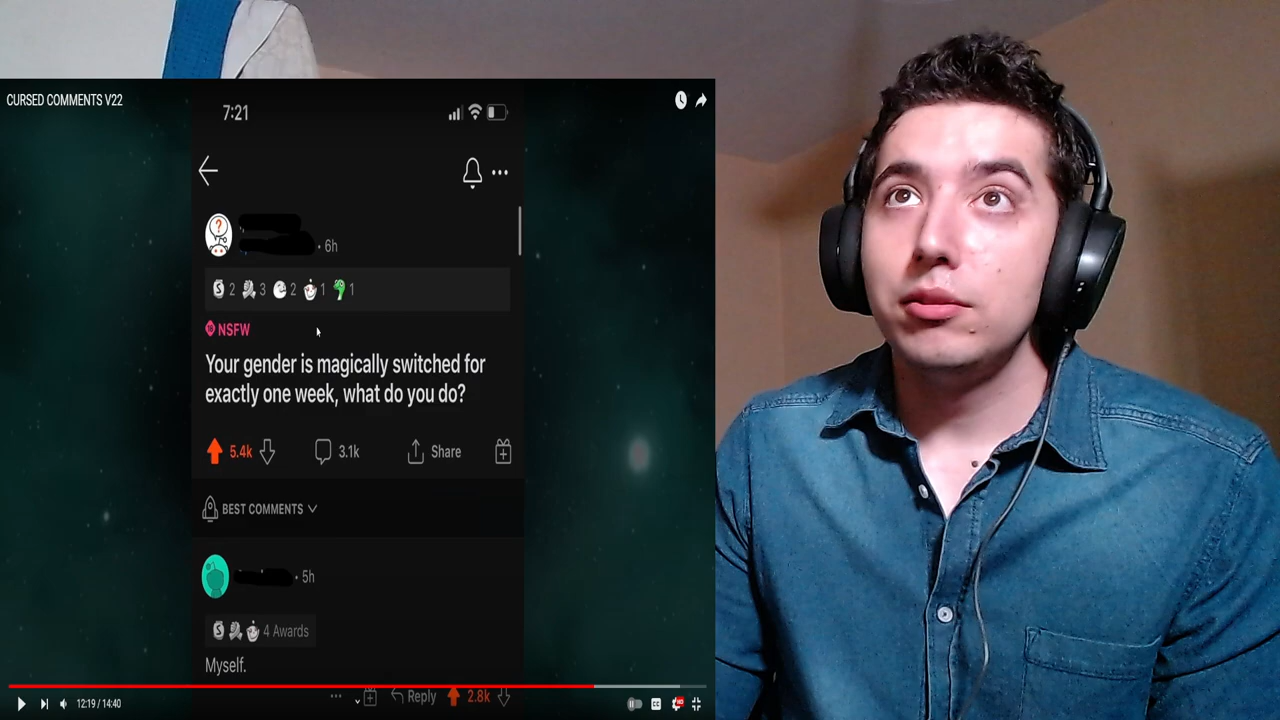 CURSED COMMENTS V22
7:21
• 6h
2 3 2 1 1
NSFW
Your gender is magically switched for
exactly one week, what do you do?
5.4k 3.1k Share
BEST COMMENTS
• 5h
4 Awards
Myself.
Reply 2.8k
12:19 / 14:40